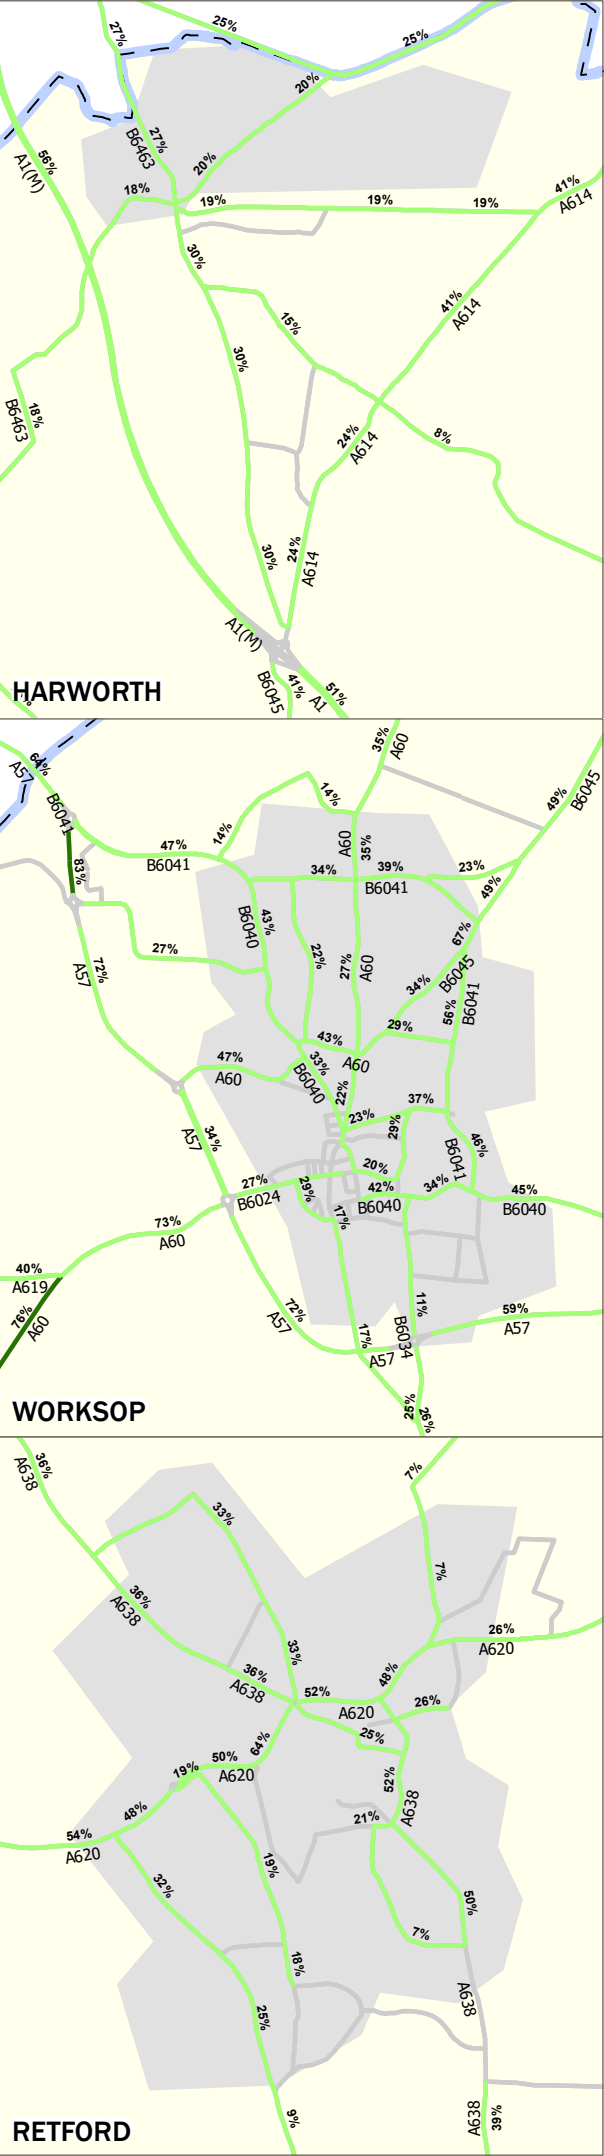 27%
25%
25%
20%
27%
B6463
56%
A1(M)
20%
18%
19%
19%
19%
41%
A614
30%
41%
A614
15%
30%
18%
B6463
24%
A614
8%
30%
24%
A614
A1(M)
B6045
41%
51%
A1
HARWORTH
64%
A57
B6041
35%
A60
14%
49%
B6045
14%
47%
B6041
83%
A60
35%
34%
39%
B6041
23%
49%
B6040
43%
67%
27%
22%
27%
A60
72%
A57
34%
B6045
56%
B6041
29%
43%
A60
47%
A60
33%
B6040
22%
37%
23%
29%
34%
A57
B6041
46%
20%
27%
B6024
29%
42%
B6040
34%
45%
B6040
17%
73%
A60
40%
A619
76%
A60
72%
A57
11%
B6034
59%
A57
17%
A57
25%
26%
WORKSOP
36%
A638
7%
33%
7%
36%
A638
26%
A620
33%
36%
A638
52%
A620
48%
26%
64%
25%
50%
A620
19%
52%
A638
48%
21%
54%
A620
19%
32%
50%
7%
18%
A638
25%
9%
A638
39%
RETFORD